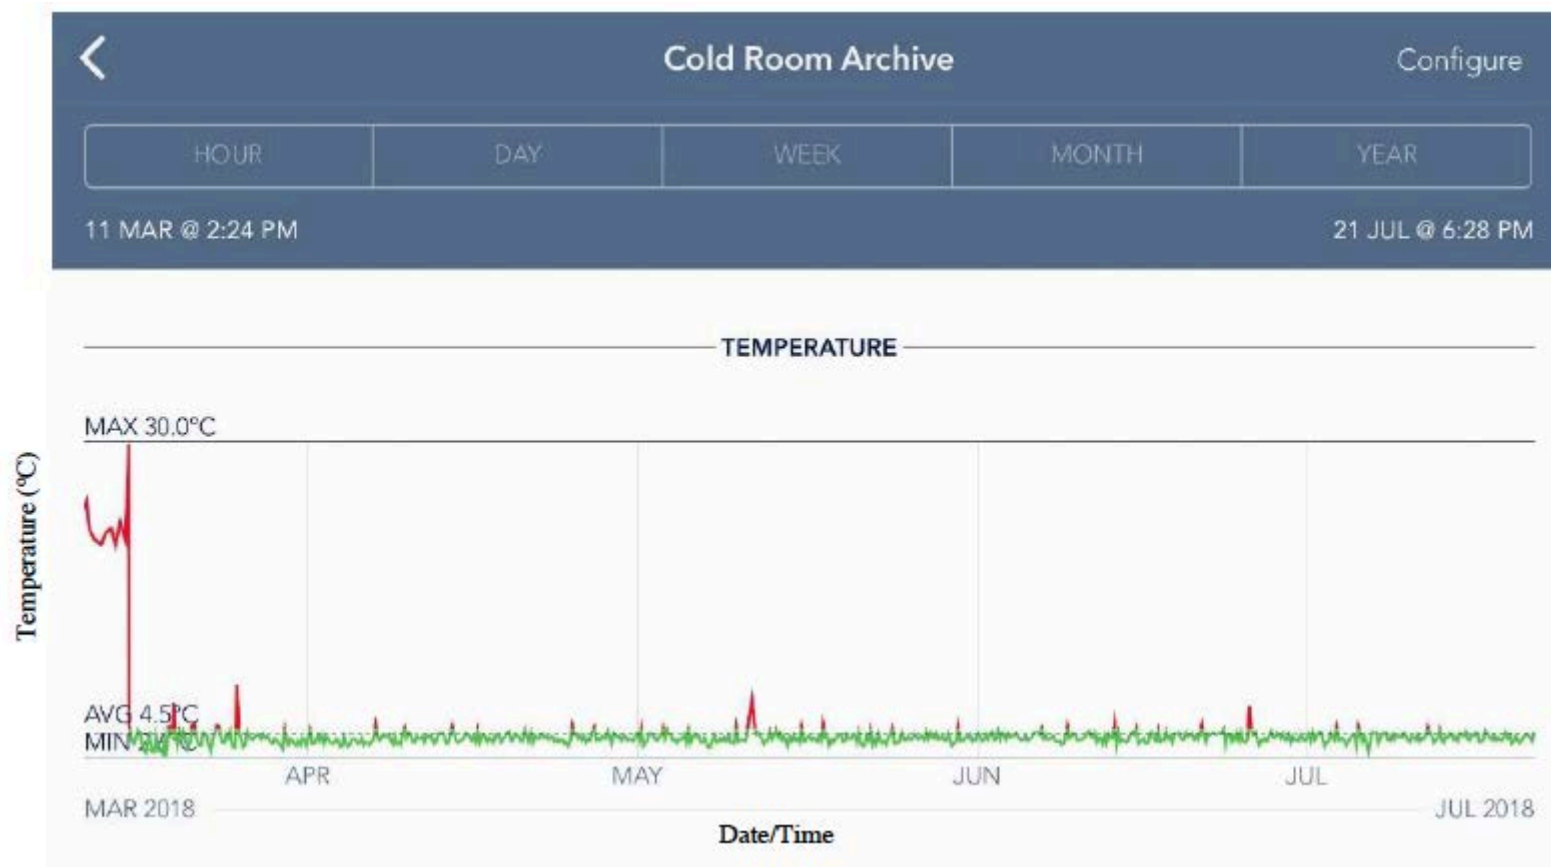 Cold Room Archive
Configure
HOUR
DAY
WEEK
MONTH
YEAR
11 MAR @ 2:24 PM
21 JUL @ 6:28 PM
TEMPERATURE
MAX 30.0°C
Temperature (°C)
AVG 4.5°C
MIN
APR
MAY
JUN
JUL
MAR 2018
JUL 2018
Date/Time